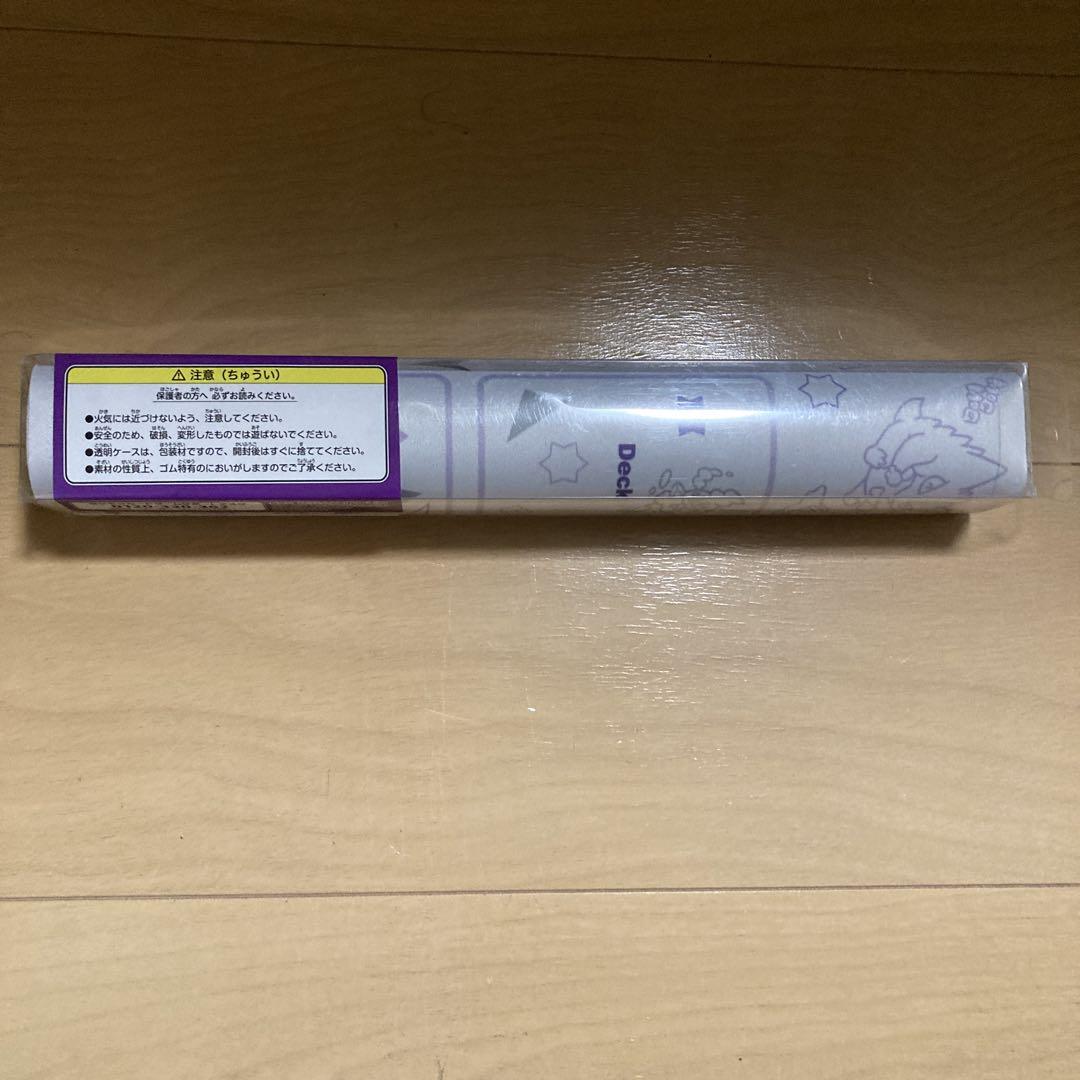 ⚠ 注意（ちゅうい）
保護者の方へ 必ずお読みください。
●火気には近づけないよう、注意してください。
●安全のため、破損、変形したものでは遊ばないでください。
●透明ケースは、包装材ですので、開封後はすぐに捨ててください。
●素材の性質上、ゴム特有のにおいがしますのでご了承ください。
Deck